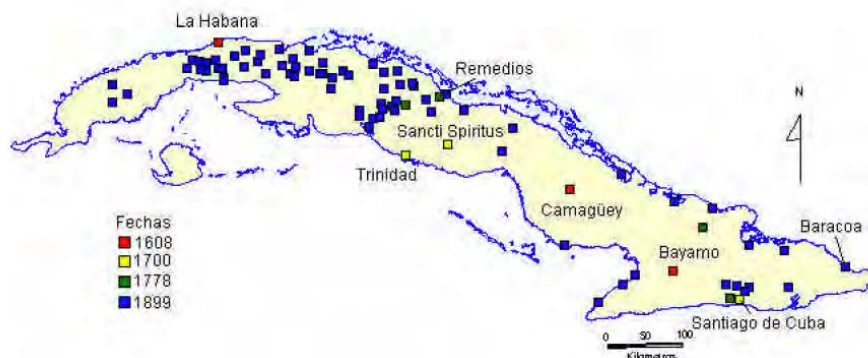 La Habana
Remedios
N
Sancti Spiritus
Trinidad
Camagüey
Fechas
1608
1700
1778
1899
Baracoa
Bayamo
Santiago de Cuba
0 50 100
Kilometros